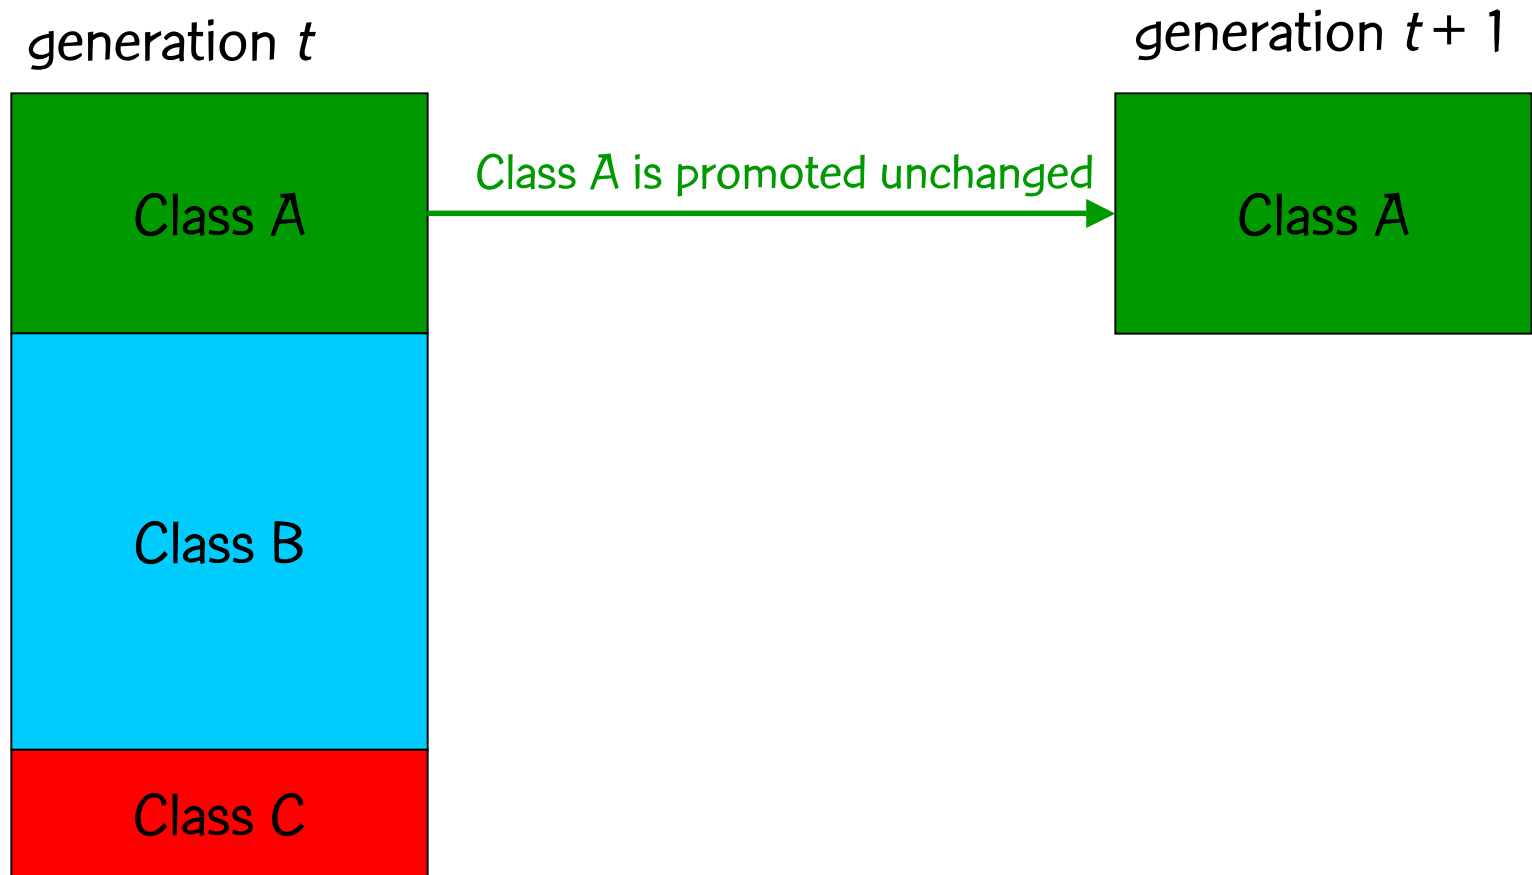 generation t
generation t + 1
Class A is promoted unchanged
Class A
Class A
Class B
Class C